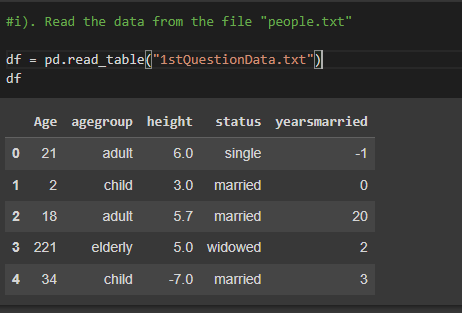 #i). Read the data from the file "people.txt"
df = pd.read_table("1stQuestionData.txt")
df
Age agegroup height status yearsmarried
0 21 adult 6.0 single -1
1 2 child 3.0 married 0
2 18 adult 5.7 married 20
3 221 elderly 5.0 widowed 2
4 34 child -7.0 married 3